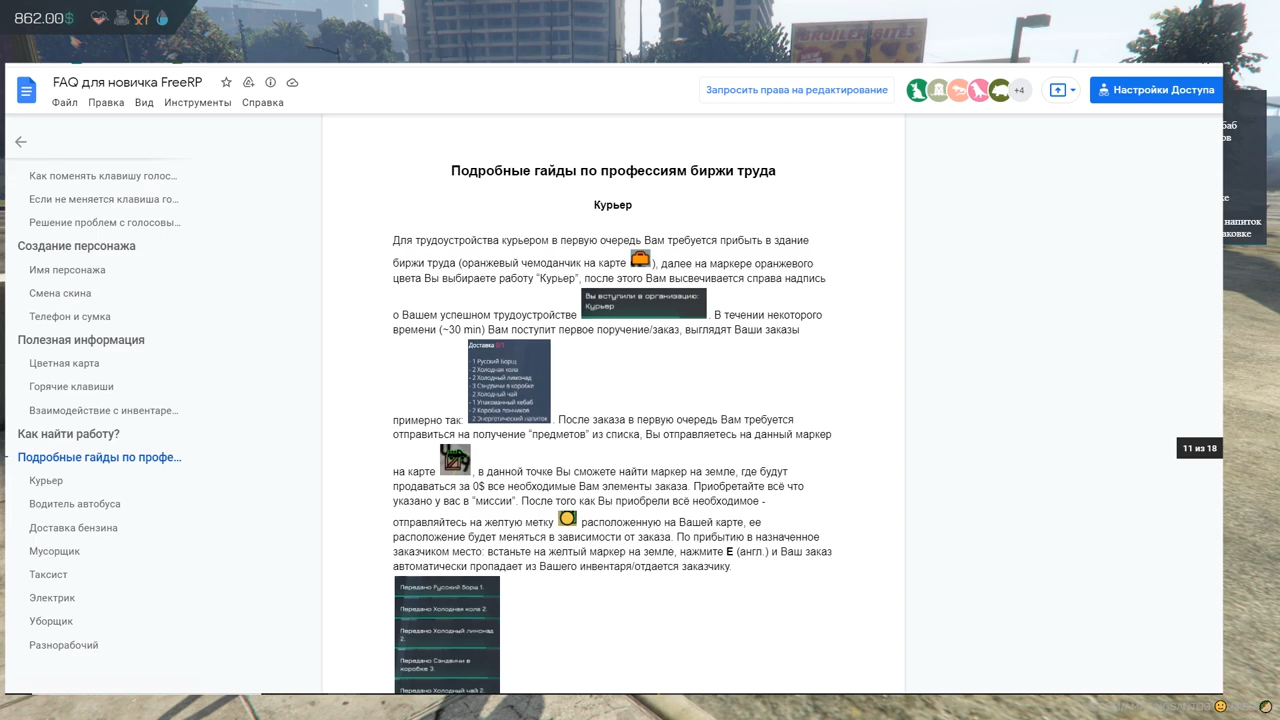 862.00$
BROILER BITES
FAQ для новичка FreeRP
Файл Правка Вид Инструменты Справка
Запросить права на редактирование
+4
Настройки Доступа
Как поменять клавишу голос...
Если не меняется клавиша го...
Решение проблем с голосовы...
Создание персонажа
Имя персонажа
Смена скина
Телефон и сумка
Полезная информация
Цветная карта
Горячие клавиши
Взаимодействие с инвентаре...
Как найти работу?
Подробные гайды по профе...
Курьер
Водитель автобуса
Доставка бензина
Мусорщик
Таксист
Электрик
Уборщик
Разнорабочий
Подробные гайды по профессиям биржи труда
Курьер
Для трудоустройства курьером в первую очередь Вам требуется прибыть в здание
биржи труда (оранжевый чемоданчик на карте ), далее на маркере оранжевого
цвета Вы выбираете работу “Курьер”, после этого Вам высвечивается справа надпись
Вы вступили в организацию:
Курьер
о Вашем успешном трудоустройстве . В течении некоторого
времени (~30 min) Вам поступит первое поручение/заказ, выглядят Ваши заказы
Доставка 0/1
- 1 Русский Борщ
- 2 Холодная кола
- 2 Холодный лимонад
- 3 Сэндвичи в коробке
- 2 Холодный чай
- 1 Упакованный кебаб
- 2 Коробка пончиков
- 2 Энергетический напиток
примерно так: . После заказа в первую очередь Вам требуется
отправиться на получение “предметов” из списка, Вы отправляетесь на данный маркер
на карте , в данной точке Вы сможете найти маркер на земле, где будут
продаваться за 0$ все необходимые Вам элементы заказа. Приобретайте всё что
указано у вас в “миссии”. После того как Вы приобрели всё необходимое -
отправляйтесь на желтую метку расположенную на Вашей карте, ее
расположение будет меняться в зависимости от заказа. По прибытию в назначенное
заказчиком место: встаньте на желтый маркер на земле, нажмите E (англ.) и Ваш заказ
автоматически пропадает из Вашего инвентаря/отдается заказчику.
Передано Русский борщ 1.
Передано Холодная кола 2.
Передано Холодный лимонад
2.
Передано Сэндвичи в
коробке 3.
Передано Холодный чай 2.
11 из 18
баб
ов
ке
напиток
аковке